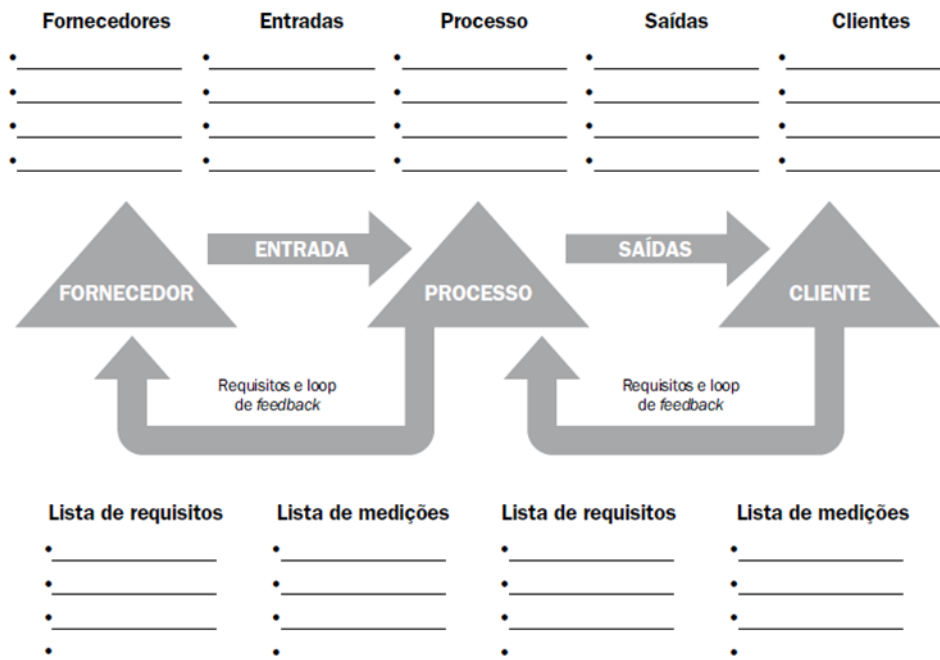 Fornecedores Entradas Processo Saídas Clientes
ENTRADA SAÍDAS
FORNECEDOR PROCESSO CLIENTE
Requisitos e loop
de feedback
Requisitos e loop
de feedback
Lista de requisitos Lista de medições Lista de requisitos Lista de medições